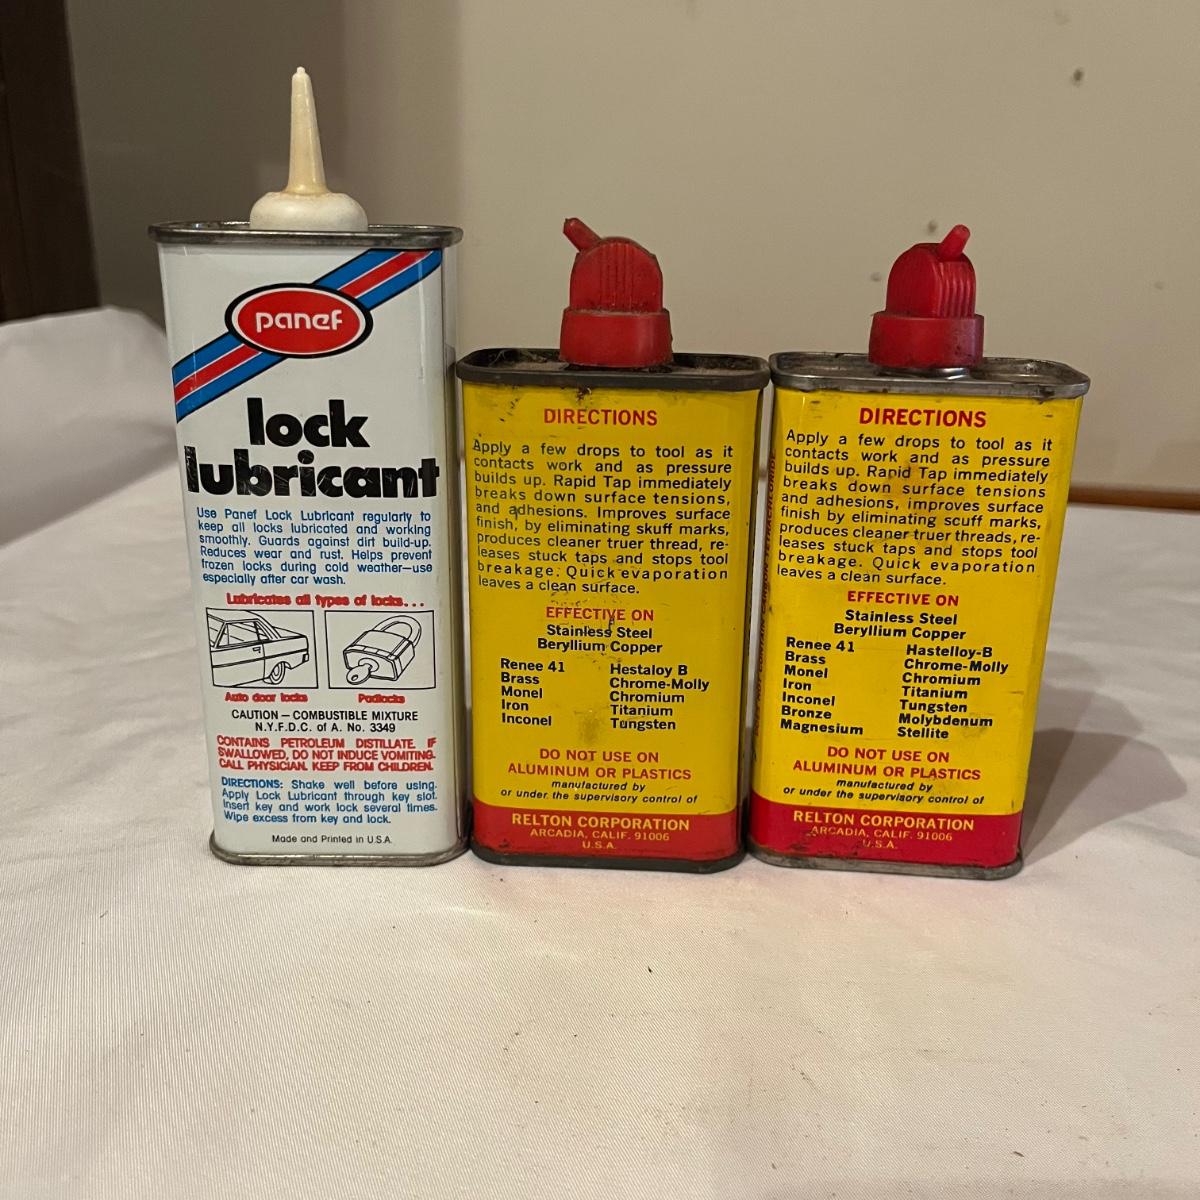 panef
lock
lubricant
Use Panef Lock Lubricant regularly to
keep all locks lubricated and working
smoothly. Guards against dirt build-up.
Reduces wear and rust. Helps prevent
frozen locks during cold weather—use
especially after car wash.
Lubricates all types of locks...
Auto door locks
Padlocks
CAUTION — COMBUSTIBLE MIXTURE
N.Y.F.D.C. of A. No. 3349
CONTAINS PETROLEUM DISTILLATE. IF
SWALLOWED, DO NOT INDUCE VOMITING.
CALL PHYSICIAN. KEEP FROM CHILDREN.
DIRECTIONS: Shake well before using.
Apply Lock Lubricant through key slot.
Insert key and work lock several times.
Wipe excess from key and lock.
Made and Printed in U.S.A.
DIRECTIONS
Apply a few drops to tool as it
contacts work and as pressure
builds up. Rapid Tap immediately
breaks down surface tensions,
and adhesions. Improves surface
finish, by eliminating skuff marks,
produces cleaner truer thread, re-
leases stuck taps and stops tool
breakage. Quick evaporation
leaves a clean surface.
EFFECTIVE ON
Stainless Steel
Beryllium Copper
Renee 41
Brass
Monel
Iron
Inconel
Hestaloy B
Chrome-Molly
Chromium
Titanium
Tungsten
DO NOT USE ON
ALUMINUM OR PLASTICS
manufactured by
or under the supervisory control of
RELTON CORPORATION
ARCADIA, CALIF. 91006
U.S.A.
DIRECTIONS
Apply a few drops to tool as it
contacts work and as pressure
builds up. Rapid Tap immediately
breaks down surface tensions
and adhesions, improves surface
finish by eliminating scuff marks,
produces cleaner truer threads, re-
leases stuck taps and stops tool
breakage. Quick evaporation
leaves a clean surface.
EFFECTIVE ON
Stainless Steel
Beryllium Copper
Renee 41
Brass
Monel
Iron
Inconel
Bronze
Magnesium
Hastelloy-B
Chrome-Molly
Chromium
Titanium
Tungsten
Molybdenum
Stellite
DO NOT USE ON
ALUMINUM OR PLASTICS
manufactured by
or under the supervisory control of
RELTON CORPORATION
ARCADIA, CALIF. 91006
U.S.A.